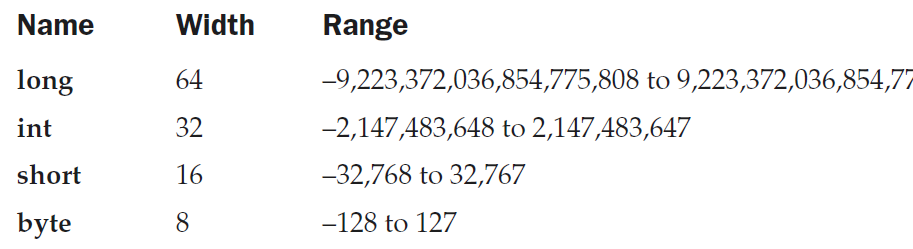 Name Width Range
long 64 –9,223,372,036,854,775,808 to 9,223,372,036,854,77
int 32 –2,147,483,648 to 2,147,483,647
short 16 –32,768 to 32,767
byte 8 –128 to 127